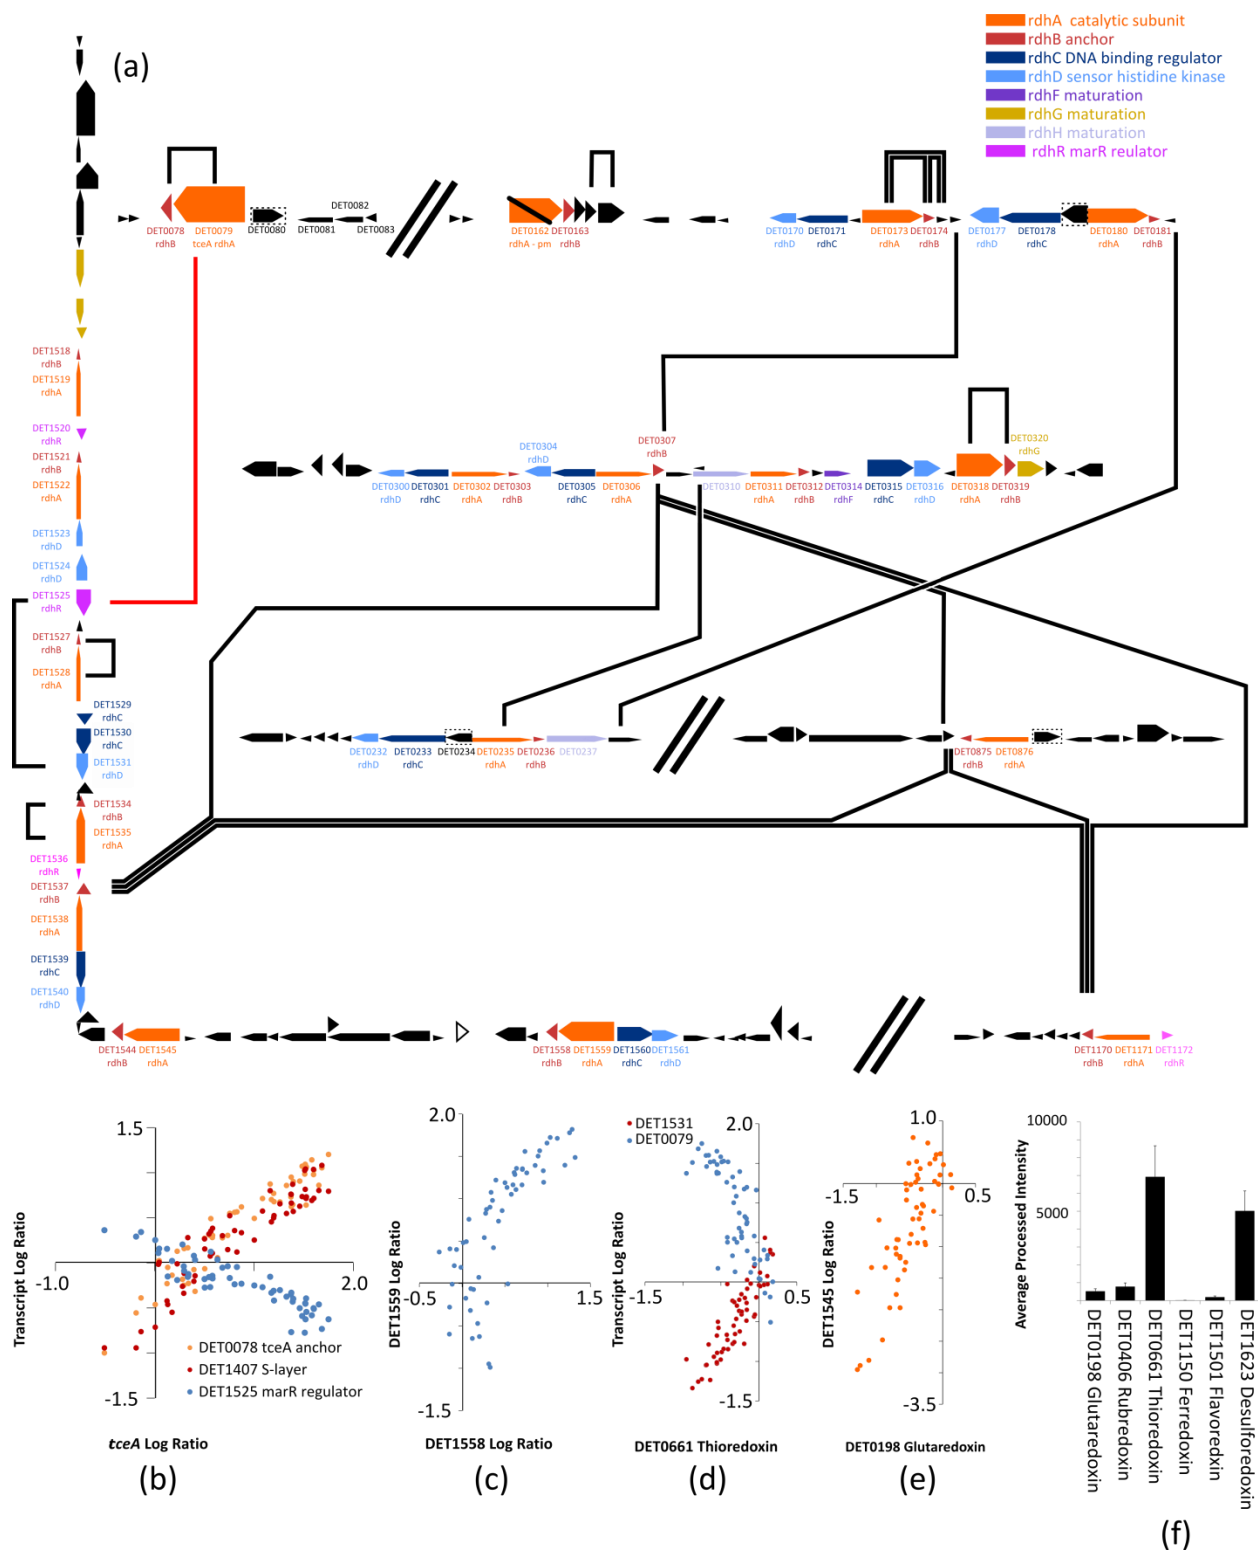 (a)
rdhA catalytic subunit
rdhB anchor
rdhC DNA binding regulator
rdhD sensor histidine kinase
rdhF maturation
rdhG maturation
rdhH maturation
rdhR marR reulator
DET0078
rdhB
DET0079
tceA rdhA
DET0080
DET0081
DET0082
DET0083
DET0162
rdhA - pm
DET0163
rdhB
DET0170
rdhD
DET0171
rdhC
DET0173
rdhA
DET0174
rdhB
DET0177
rdhD
DET0178
rdhC
DET0180
rdhA
DET0181
rdhB
DET1518
rdhB
DET1519
rdhA
DET1520
rdhR
DET1521
rdhB
DET1522
rdhA
DET1523
rdhD
DET1524
rdhD
DET1525
rdhR
DET1527
rdhB
DET1528
rdhA
DET1529
rdhC
DET1530
rdhC
DET1531
rdhD
DET1534
rdhB
DET1535
rdhA
DET1536
rdhR
DET1537
rdhB
DET1538
rdhA
DET1539
rdhC
DET1540
rdhD
DET0300
rdhD
DET0301
rdhC
DET0302
rdhA
DET0303
rdhB
DET0304
rdhD
DET0305
rdhC
DET0306
rdhA
DET0307
rdhB
DET0310
DET0311
rdhA
DET0312
rdhB
DET0314
rdhF
DET0315
rdhC
DET0316
rdhD
DET0318
rdhA
DET0319
rdhB
DET0320
rdhG
DET0232
rdhD
DET0233
rdhC
DET0234
DET0235
rdhA
DET0236
rdhB
DET0237
DET0875
rdhB
DET0876
rdhA
DET1544
rdhB
DET1545
rdhA
DET1558
rdhB
DET1559
rdhA
DET1560
rdhC
DET1561
rdhD
DET1170
rdhB
DET1171
rdhA
DET1172
rdhR
Transcript Log Ratio
1.5
-1.0
2.0
-1.5
DET0078 tceA anchor
DET1407 S-layer
DET1525 marR regulator
tceA Log Ratio
(b)
DET1559 Log Ratio
2.0
-0.5
1.5
-1.5
DET1558 Log Ratio
(c)
Transcript Log Ratio
DET1531
DET0079
2.0
-1.5
0.5
-1.5
DET0661 Thioredoxin
(d)
DET1545 Log Ratio
1.0
-1.5
0.5
-3.5
DET0198 Glutaredoxin
(e)
Average Processed Intensity
10000
5000
0
DET0198 Glutaredoxin
DET0406 Rubredoxin
DET0661 Thioredoxin
DET1150 Ferredoxin
DET1501 Flavoredxin
DET1623 Desulforedoxin
(f)